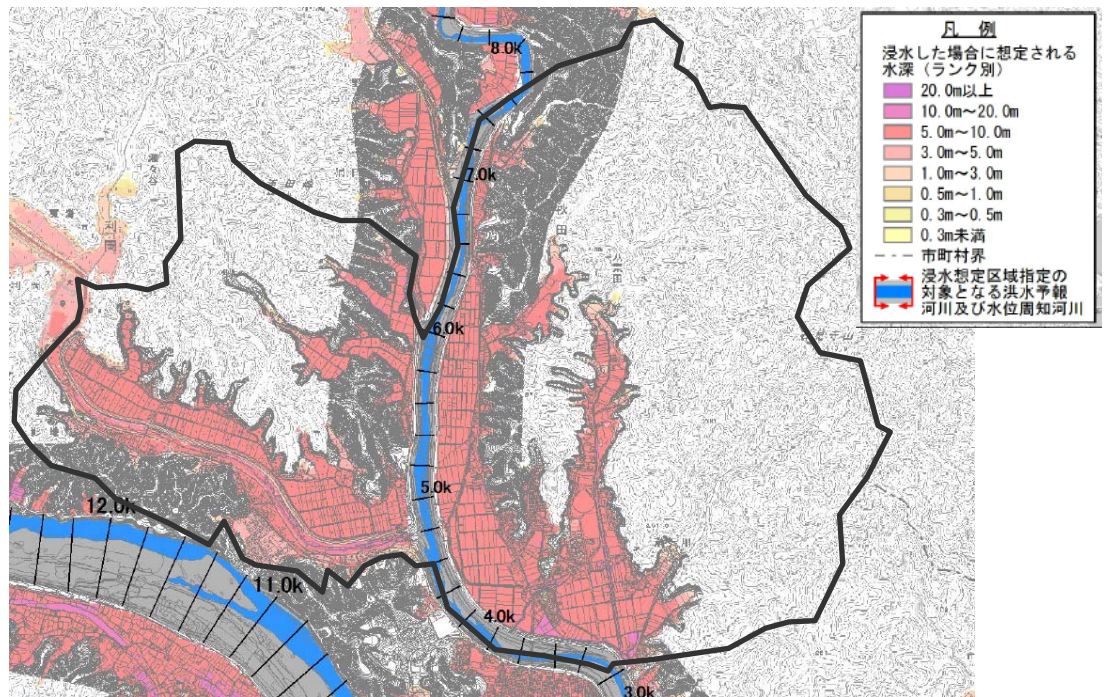 凡 例
浸水した場合に想定される
水深（ランク別）
20.0m以上
10.0m～20.0m
5.0m～10.0m
3.0m～5.0m
1.0m～3.0m
0.5m～1.0m
0.3m～0.5m
0.3m未満
市町村界
浸水想定区域指定の
対象となる洪水予報
河川及び水位周知河川
8.0k
7.0k
6.0k
5.0k
4.0k
3.0k
12.0k
11.0k
秋
田